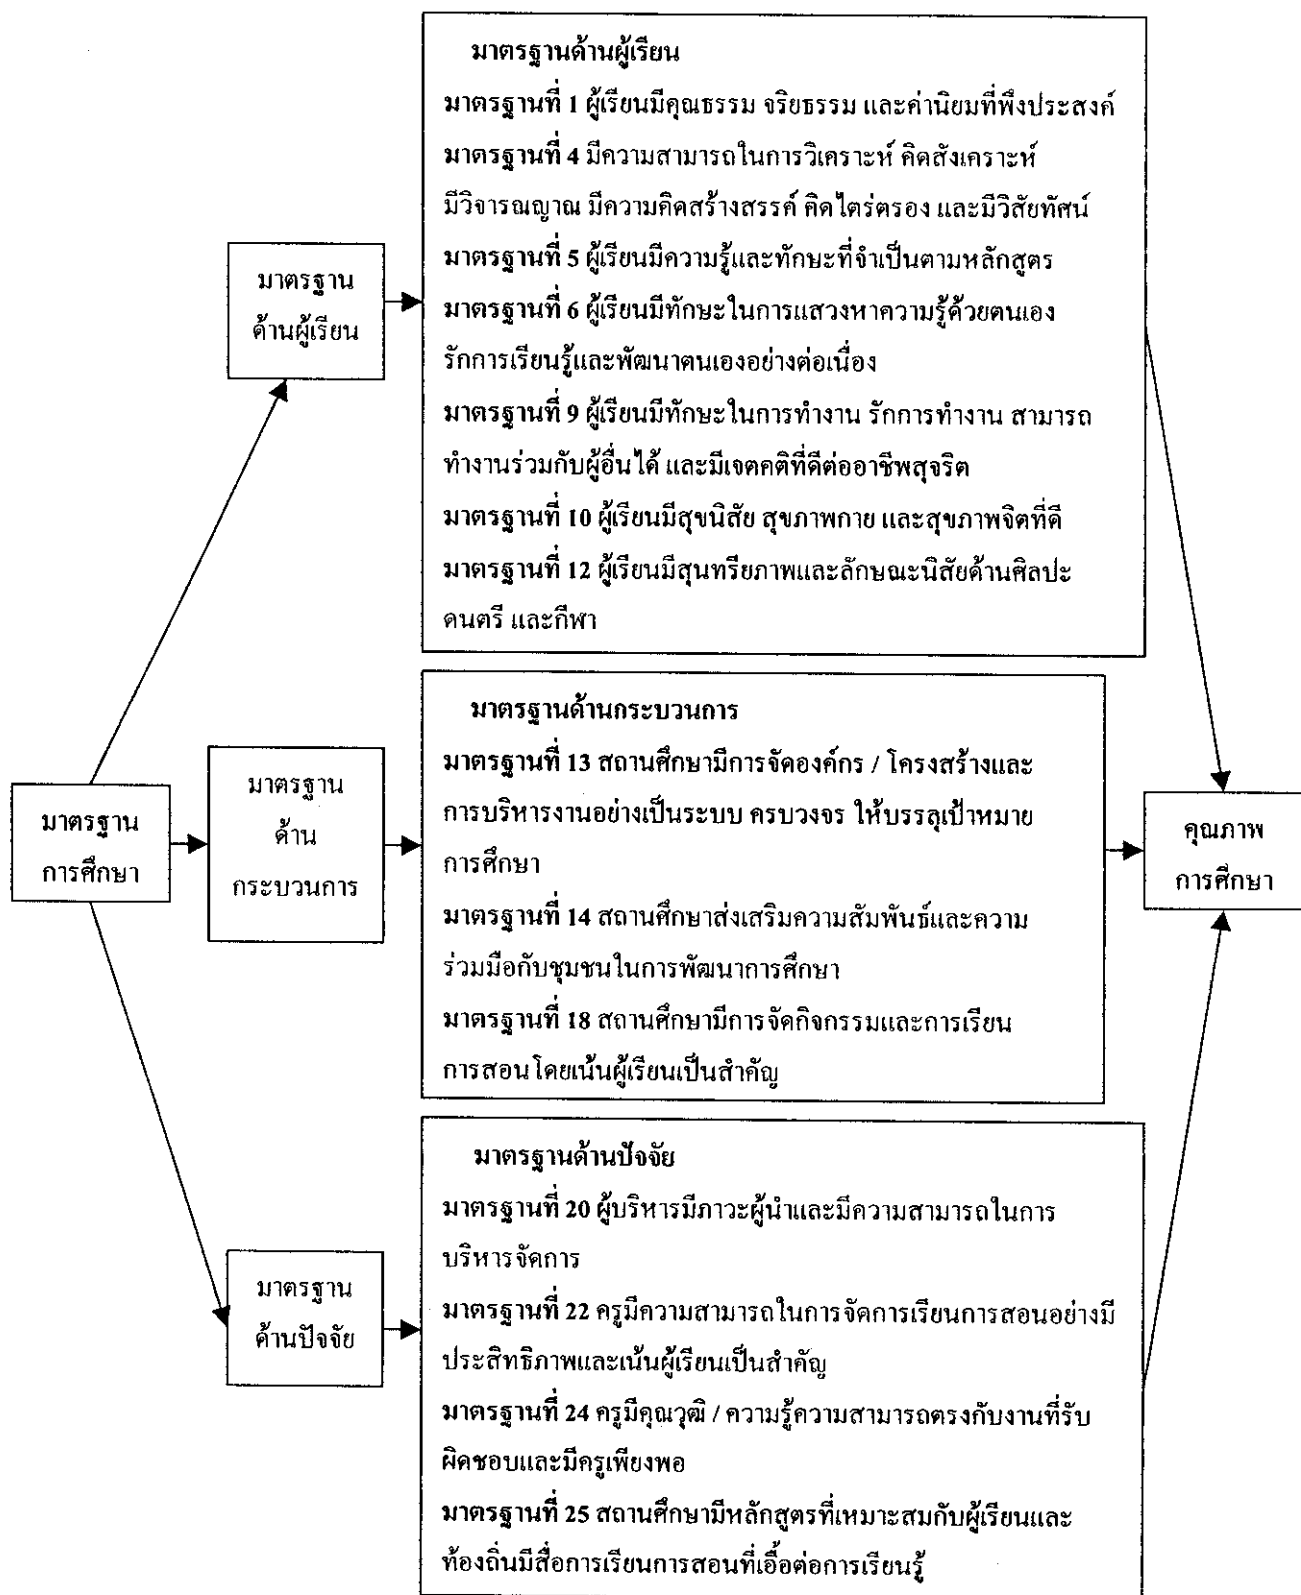 มาตรฐาน
การศึกษา
มาตรฐาน
ด้านผู้เรียน
มาตรฐานด้านผู้เรียน
มาตรฐานที่ 1 ผู้เรียนมีคุณธรรม จริยธรรม และค่านิยมที่พึงประสงค์
มาตรฐานที่ 4 มีความสามารถในการวิเคราะห์ คิดสังเคราะห์
มีวิจารณญาณ มีความคิดสร้างสรรค์ คิดไตร่ตรอง และมีวิสัยทัศน์
มาตรฐานที่ 5 ผู้เรียนมีความรู้และทักษะที่จำเป็นตามหลักสูตร
มาตรฐานที่ 6 ผู้เรียนมีทักษะในการแสวงหาความรู้ด้วยตนเอง
รักการเรียนรู้และพัฒนาตนเองอย่างต่อเนื่อง
มาตรฐานที่ 9 ผู้เรียนมีทักษะในการทำงาน รักการทำงาน สามารถ
ทำงานร่วมกับผู้อื่นได้ และมีเจตคติที่ดีต่ออาชีพสุจริต
มาตรฐานที่ 10 ผู้เรียนมีสุขนิสัย สุขภาพกาย และสุขภาพจิตที่ดี
มาตรฐานที่ 12 ผู้เรียนมีสุนทรียภาพและลักษณะนิสัยด้านศิลปะ
ดนตรี และกีฬา
มาตรฐาน
ด้าน
กระบวนการ
มาตรฐานด้านกระบวนการ
มาตรฐานที่ 13 สถานศึกษามีการจัดองค์กร / โครงสร้างและ
การบริหารงานอย่างเป็นระบบ ครบวงจร ให้บรรลุเป้าหมาย
การศึกษา
มาตรฐานที่ 14 สถานศึกษาส่งเสริมความสัมพันธ์และความ
ร่วมมือกับชุมชนในการพัฒนาการศึกษา
มาตรฐานที่ 18 สถานศึกษามีการจัดกิจกรรมและการเรียน
การสอนโดยเน้นผู้เรียนเป็นสำคัญ
มาตรฐาน
ด้านปัจจัย
มาตรฐานด้านปัจจัย
มาตรฐานที่ 20 ผู้บริหารมีภาวะผู้นำและมีความสามารถในการ
บริหารจัดการ
มาตรฐานที่ 22 ครูมีความสามารถในการจัดการเรียนการสอนอย่างมี
ประสิทธิภาพและเน้นผู้เรียนเป็นสำคัญ
มาตรฐานที่ 24 ครูมีคุณวุฒิ / ความรู้ความสามารถตรงกับงานที่รับ
ผิดชอบและมีครูเพียงพอ
มาตรฐานที่ 25 สถานศึกษามีหลักสูตรที่เหมาะสมกับผู้เรียนและ
ท้องถิ่นมีสื่อการเรียนการสอนที่เอื้อต่อการเรียนรู้
คุณภาพ
การศึกษา